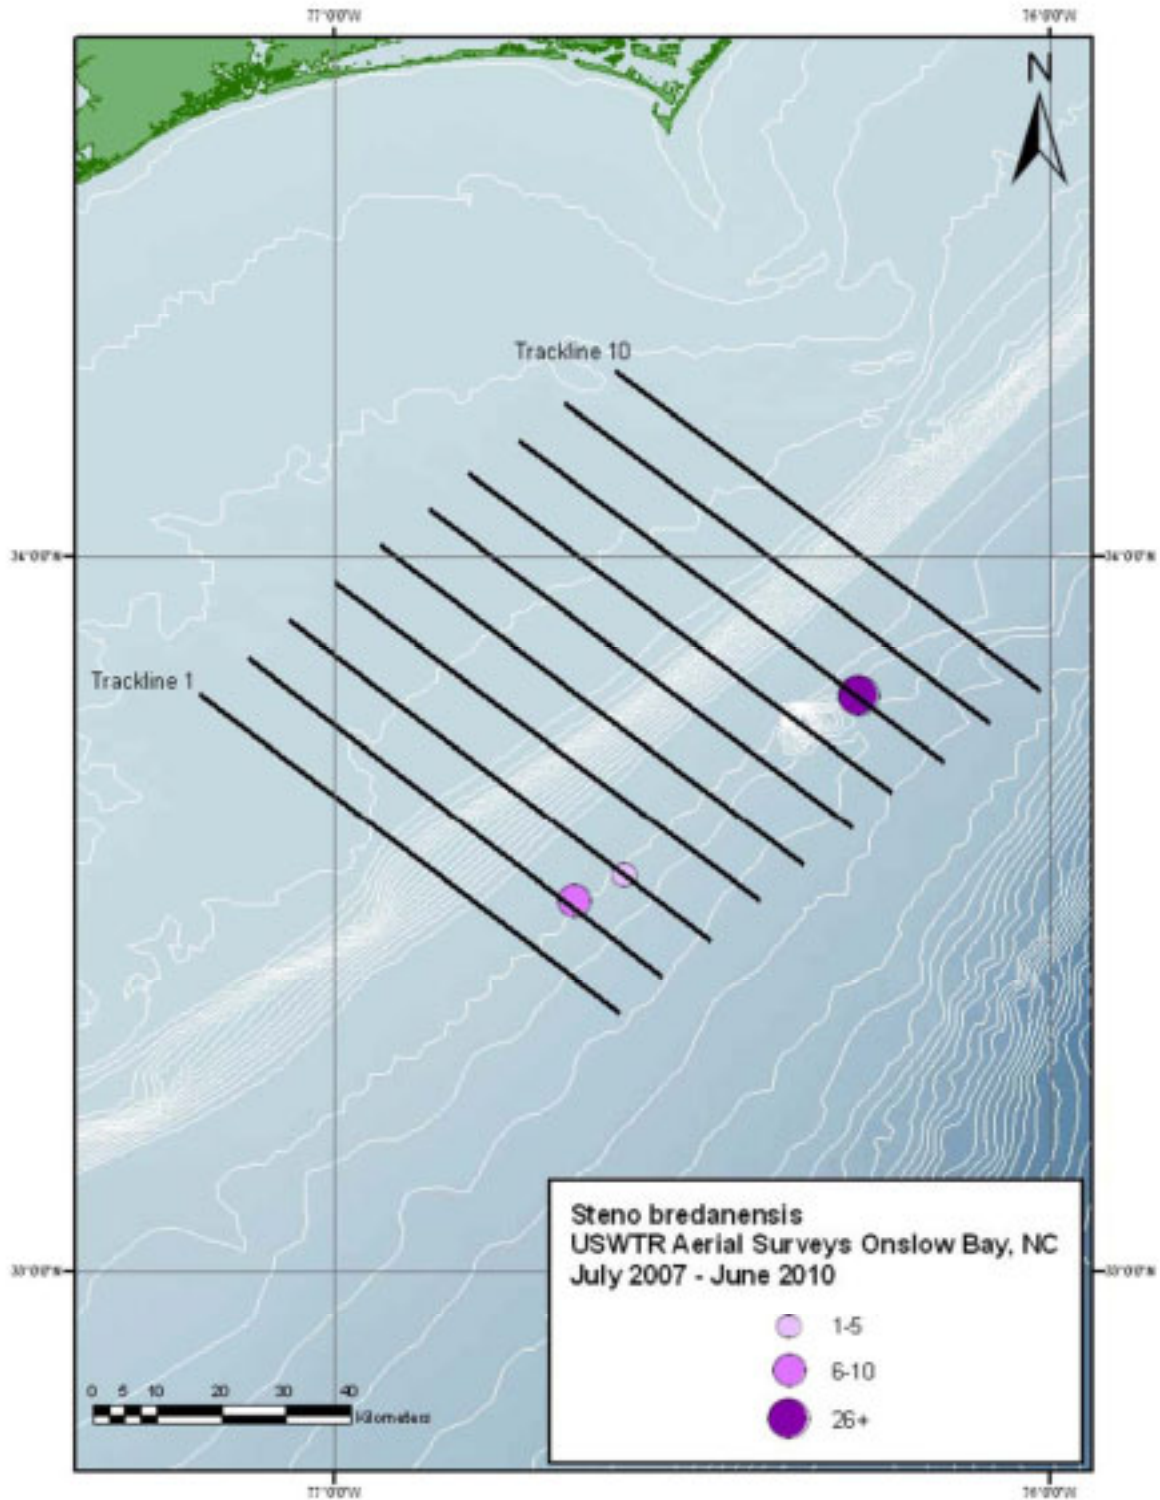 77°0'0"W 76°0'0"W
N
Trackline 10
34°0'0"N 34°0'0"N
Trackline 1
Steno bredanensis
USWTR Aerial Surveys Onslow Bay, NC
July 2007 - June 2010
33°0'0"N 33°0'0"N
1-5
6-10
26+
0 5 10 20 30 40
Kilometers
77°0'0"W 76°0'0"W